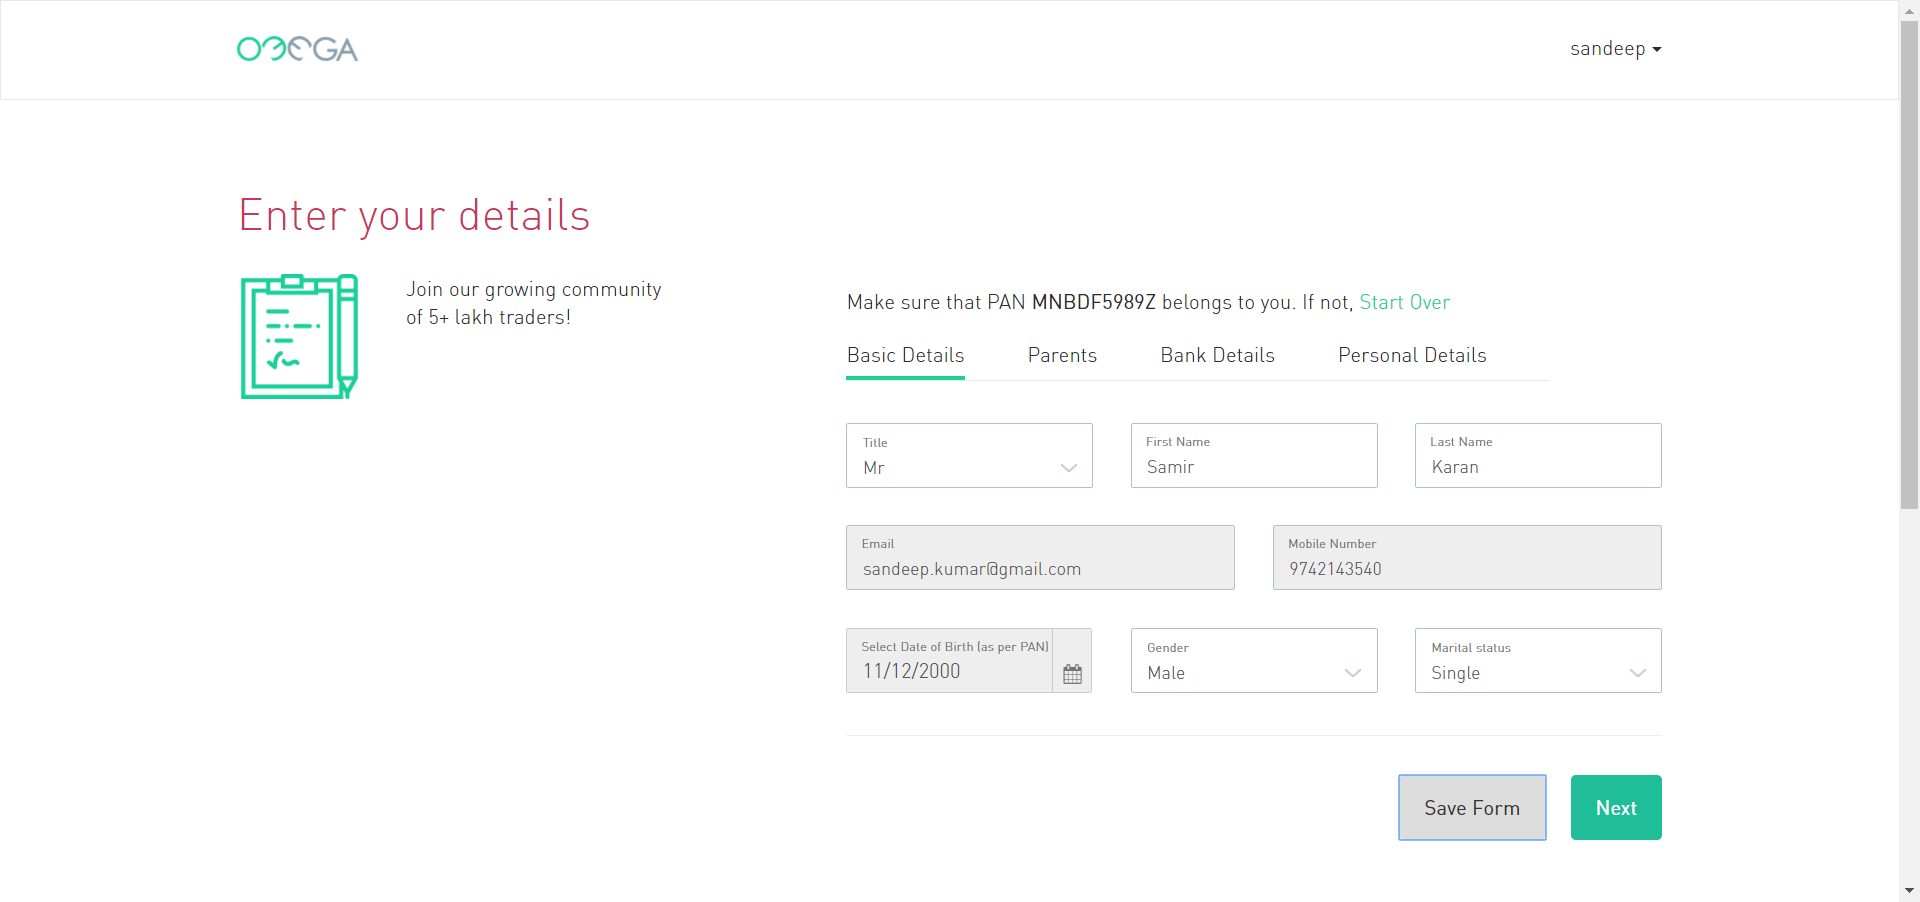 OMEGA
sandeep
Enter your details
Join our growing community
of 5+ lakh traders!
Make sure that PAN MNBDF5989Z belongs to you. If not, Start Over
Basic Details Parents Bank Details Personal Details
Title
Mr
First Name
Samir
Last Name
Karan
Email
sandeep.kumar@gmail.com
Mobile Number
9742143540
Select Date of Birth (as per PAN)
11/12/2000
Gender
Male
Marital status
Single
Save Form
Next